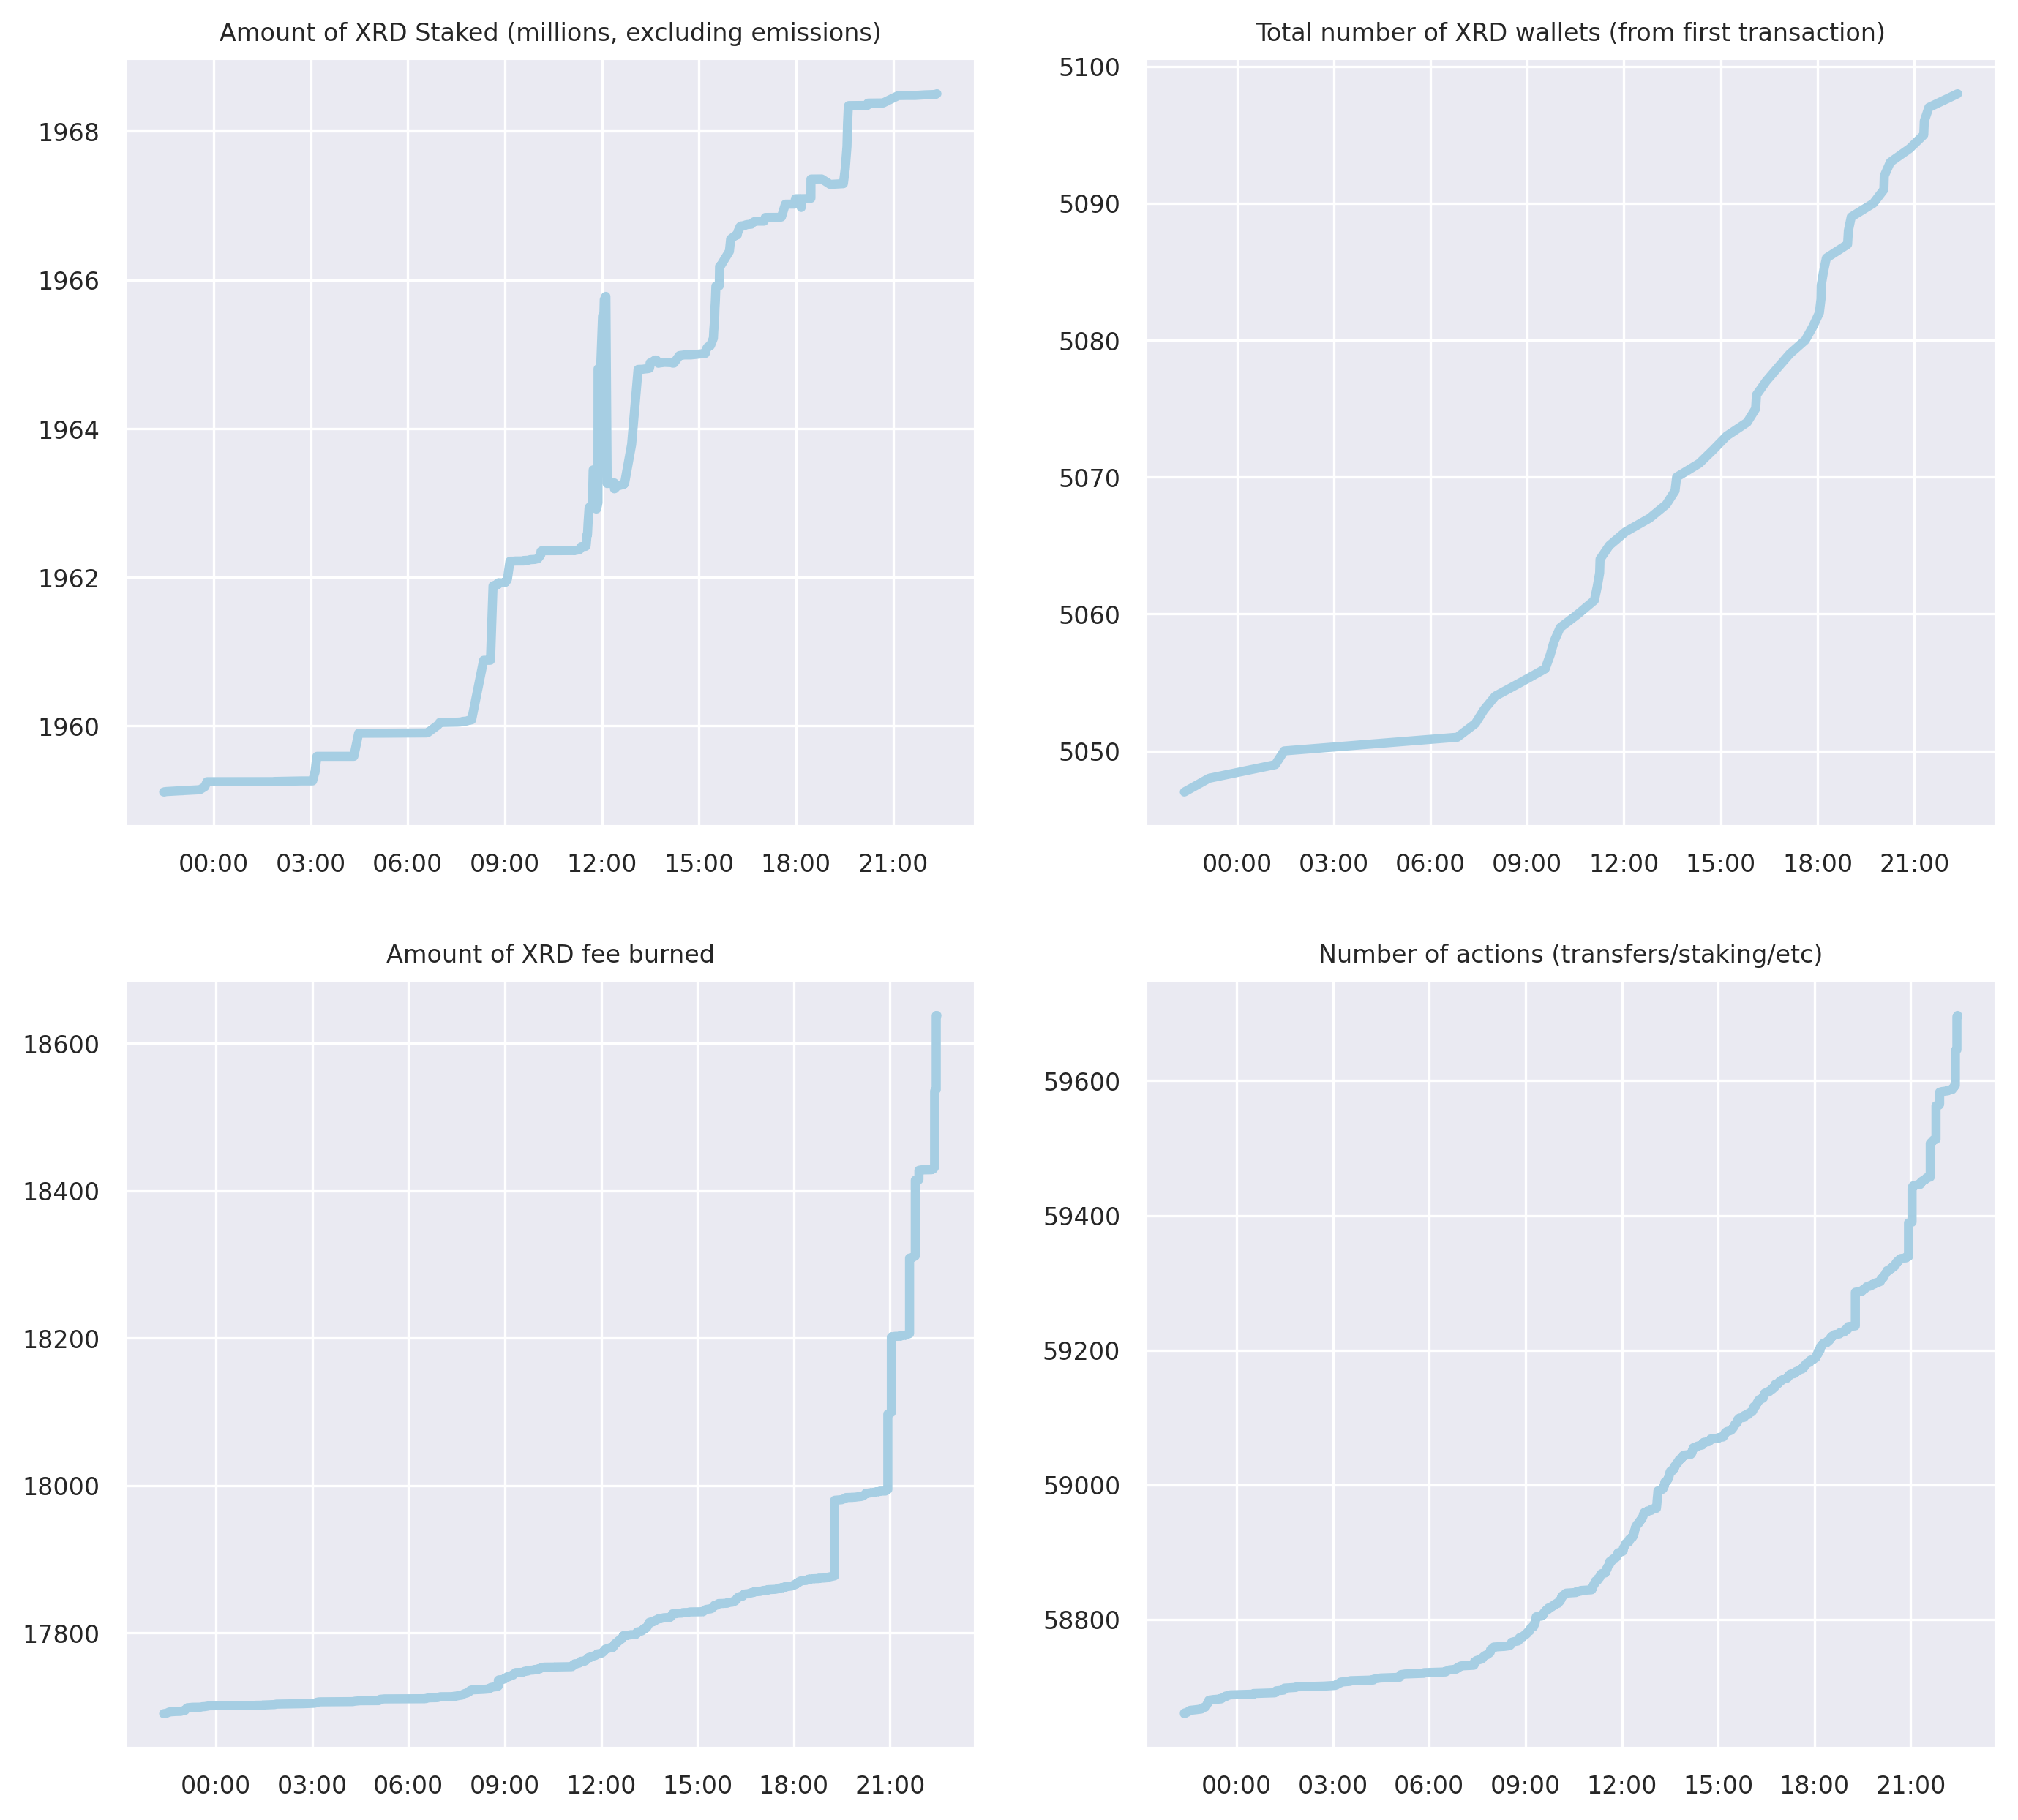 Amount of XRD Staked (millions, excluding emissions)
1968
1966
1964
1962
1960
00:00 03:00 06:00 09:00 12:00 15:00 18:00 21:00
Total number of XRD wallets (from first transaction)
5100
5090
5080
5070
5060
5050
00:00 03:00 06:00 09:00 12:00 15:00 18:00 21:00
Amount of XRD fee burned
18600
18400
18200
18000
17800
00:00 03:00 06:00 09:00 12:00 15:00 18:00 21:00
Number of actions (transfers/staking/etc)
59600
59400
59200
59000
58800
00:00 03:00 06:00 09:00 12:00 15:00 18:00 21:00